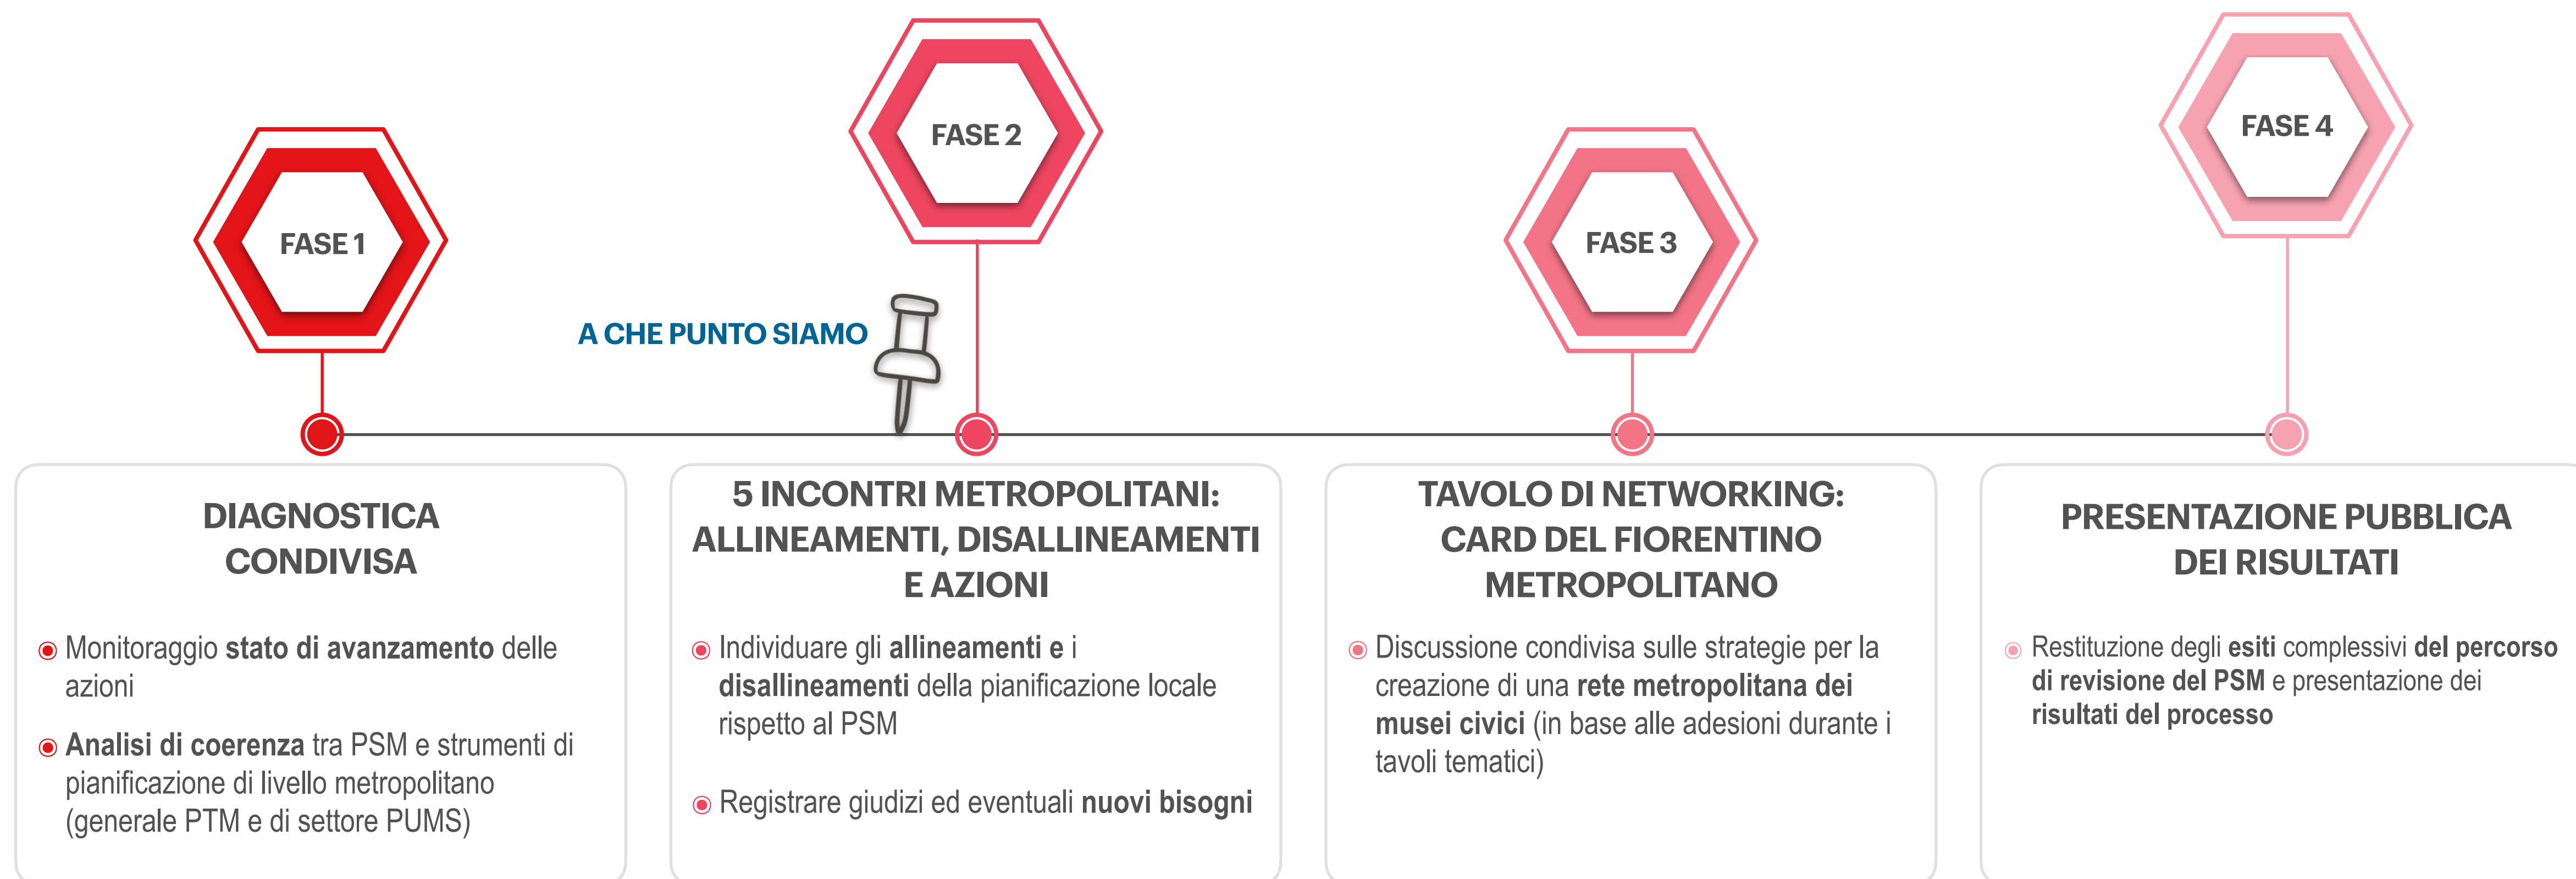 FASE 1
FASE 2
FASE 3
FASE 4
A CHE PUNTO SIAMO
DIAGNOSTICA
CONDIVISA
Monitoraggio stato di avanzamento delle
azioni
Analisi di coerenza tra PSM e strumenti di
pianificazione di livello metropolitano
(generale PTM e di settore PUMS)
5 INCONTRI METROPOLITANI:
ALLINEAMENTI, DISALLINEAMENTI
E AZIONI
Individuare gli allineamenti e i
disallineamenti della pianificazione locale
rispetto al PSM
Registrare giudizi ed eventuali nuovi bisogni
TAVOLO DI NETWORKING:
CARD DEL FIORENTINO
METROPOLITANO
Discussione condivisa sulle strategie per la
creazione di una rete metropolitana dei
musei civici (in base alle adesioni durante i
tavoli tematici)
PRESENTAZIONE PUBBLICA
DEI RISULTATI
Restituzione degli esiti complessivi del percorso
di revisione del PSM e presentazione dei
risultati del processo